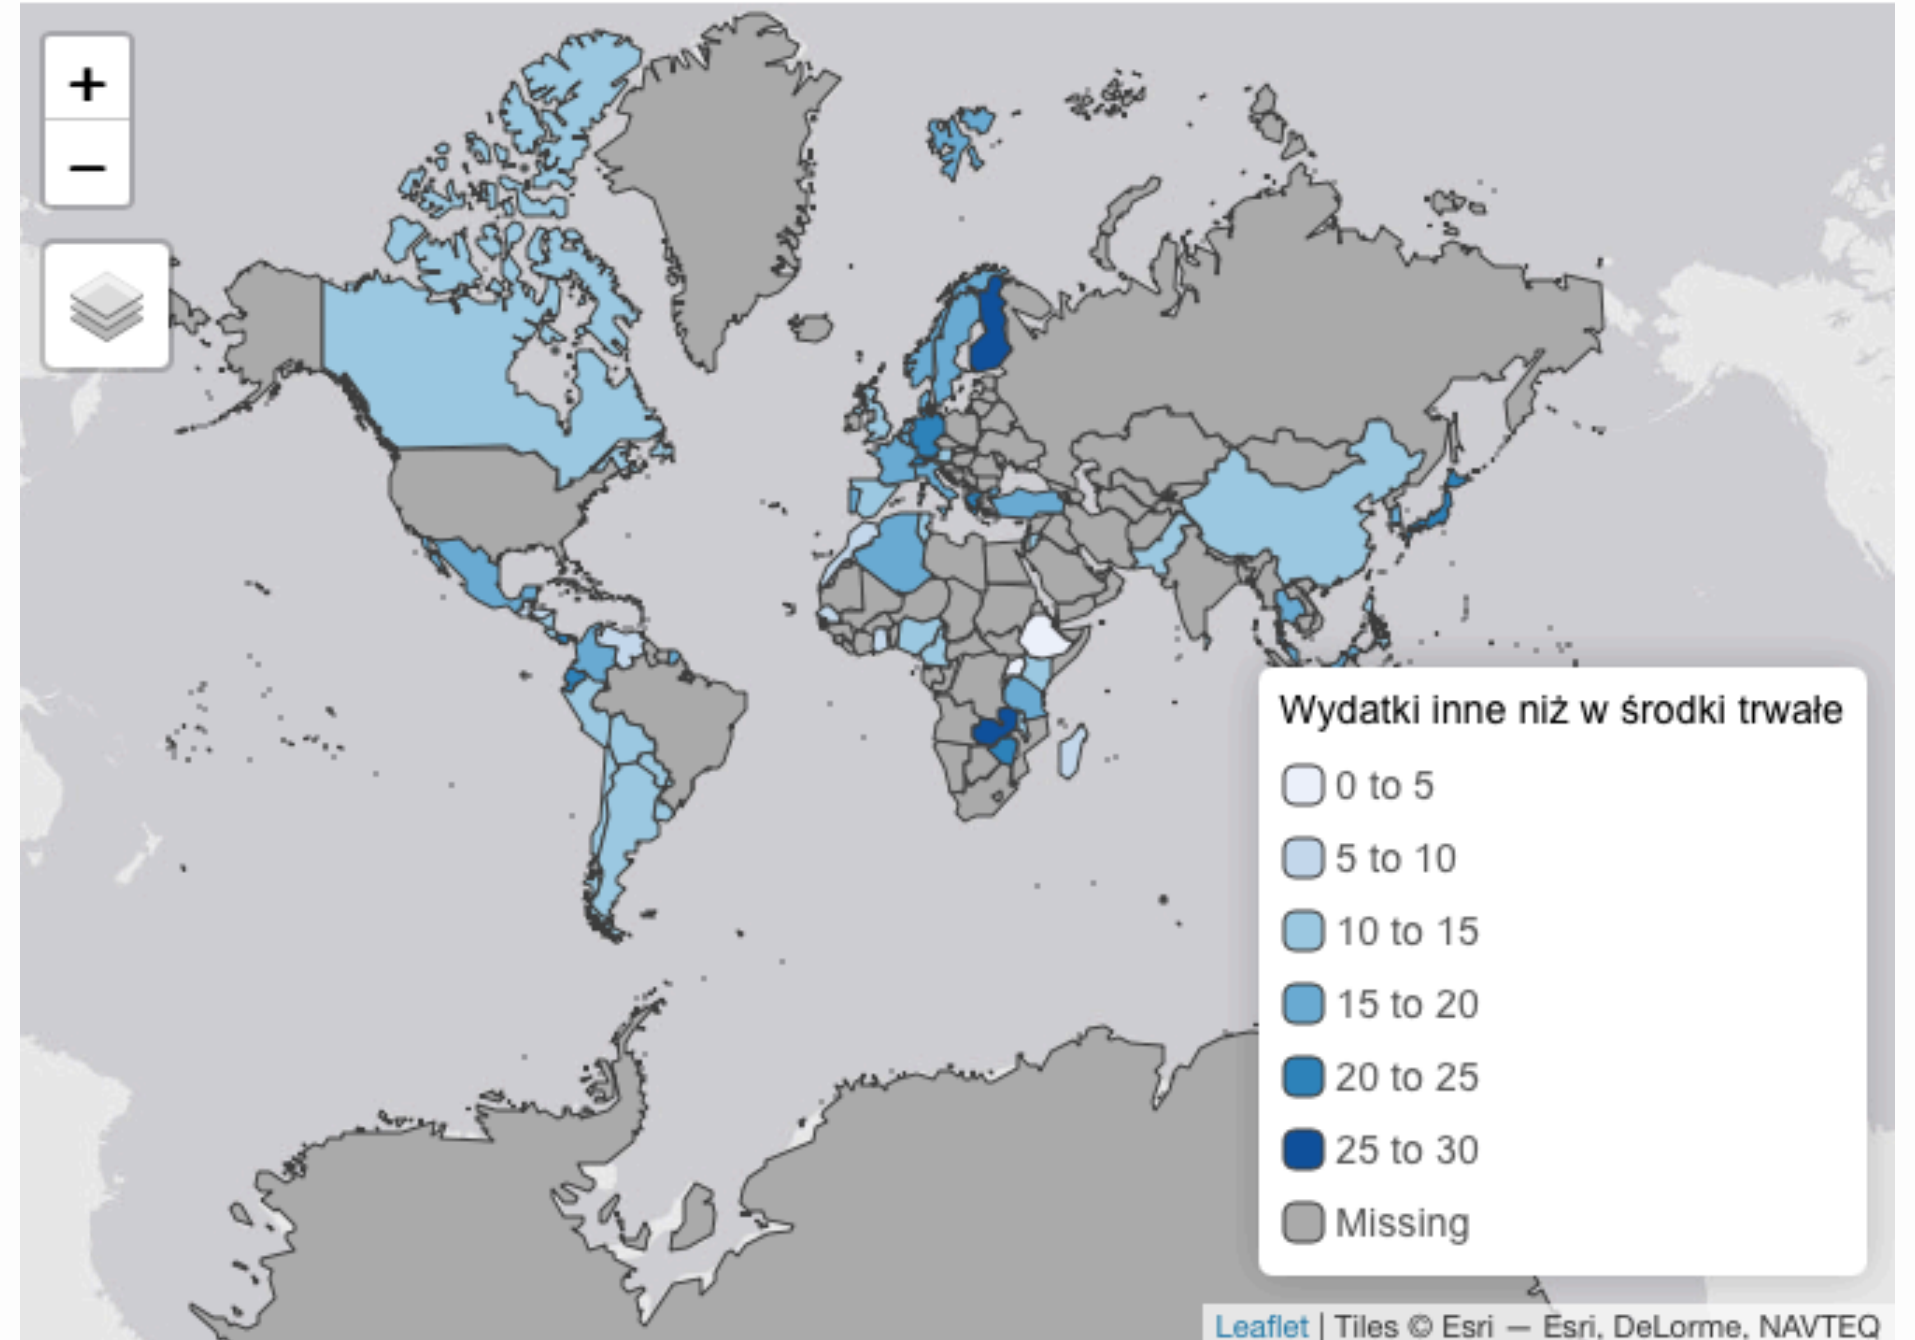 +
−
Wydatki inne niż w środki trwałe
0 to 5
5 to 10
10 to 15
15 to 20
20 to 25
25 to 30
Missing
Leaflet | Tiles © Esri — Esri, DeLorme, NAVTEQ